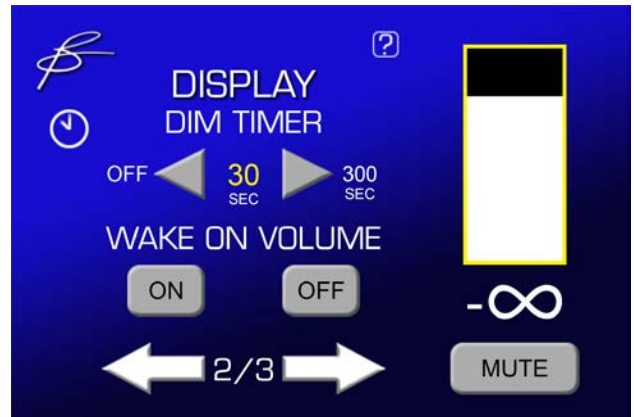 ?
DISPLAY
DIM TIMER
OFF 30 SEC 300 SEC
WAKE ON VOLUME
ON OFF
-∞
2/3
MUTE